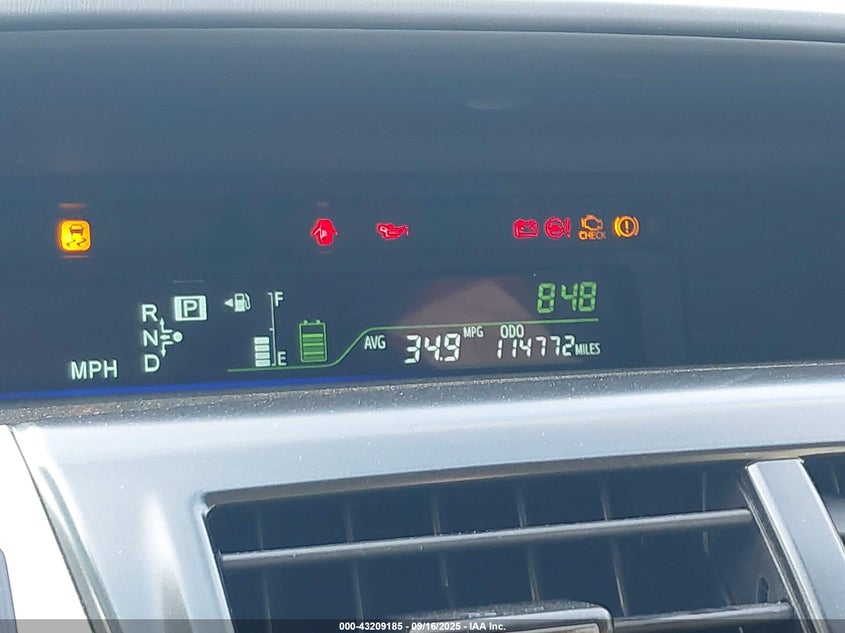 CHECK
848
R P F
N
D E
MPH
AVG 34.9 MPG
ODO 114772 MILES
000-43209185 - 09/16/2025 - IAA Inc.